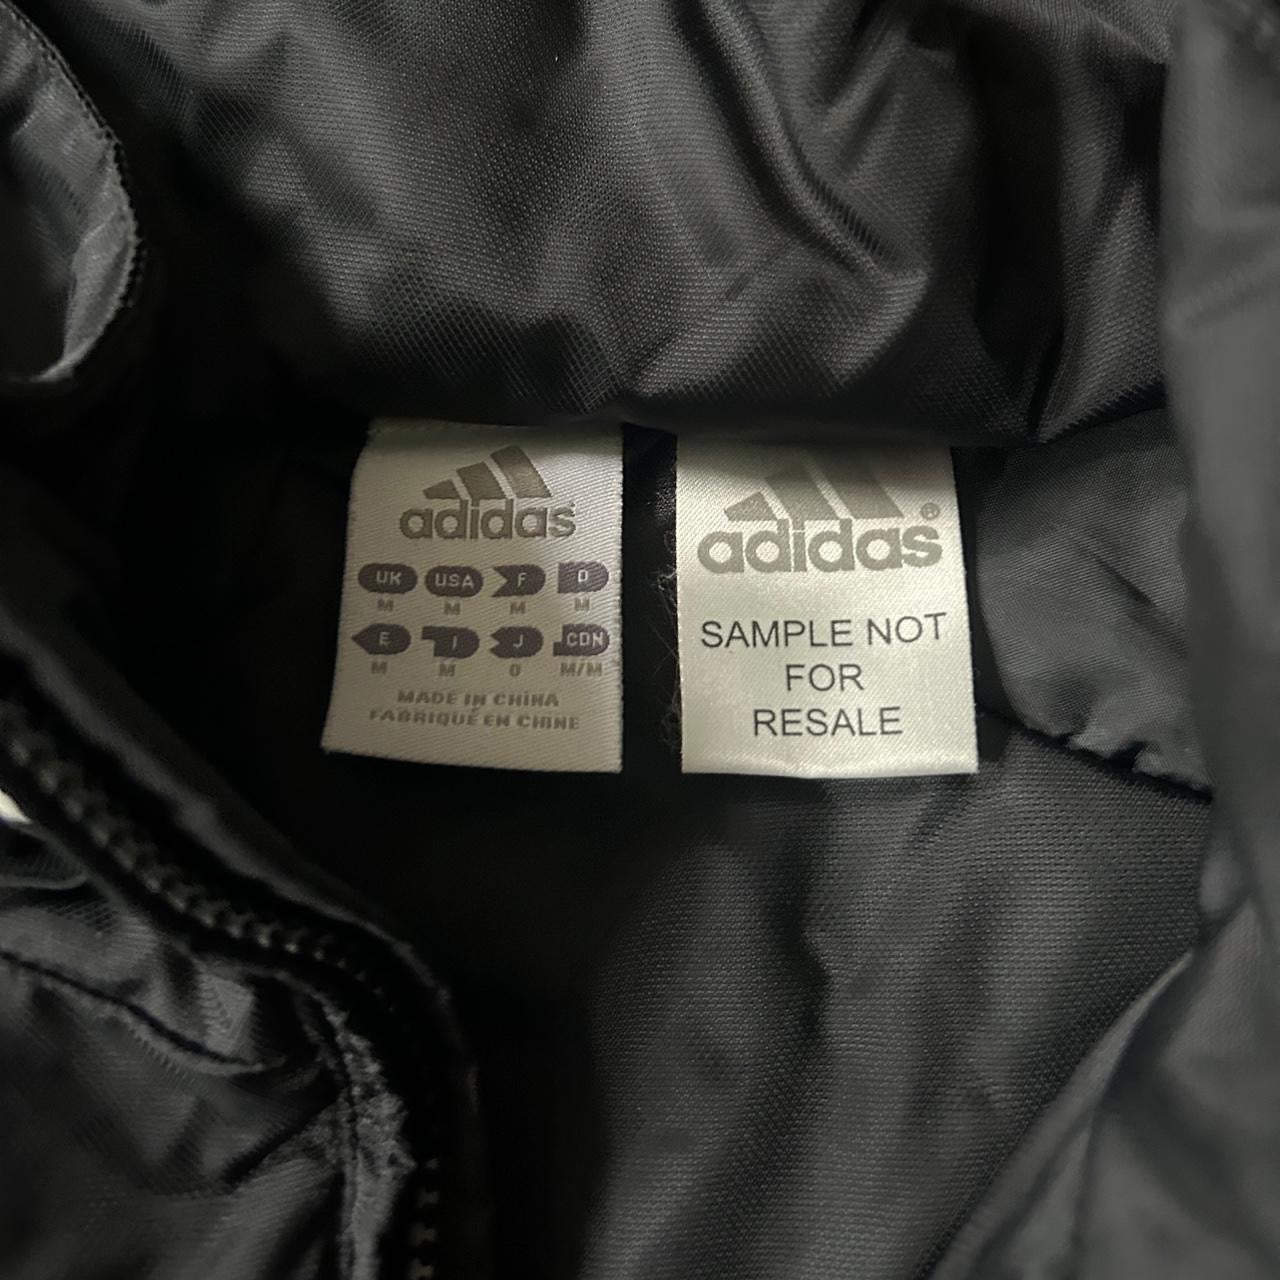 adidas
UK USA F D
M M M M
E I J CDN
M M O M/M
MADE IN CHINA
FABRIQUÉ EN CHINE
adidas®
SAMPLE NOT
FOR
RESALE